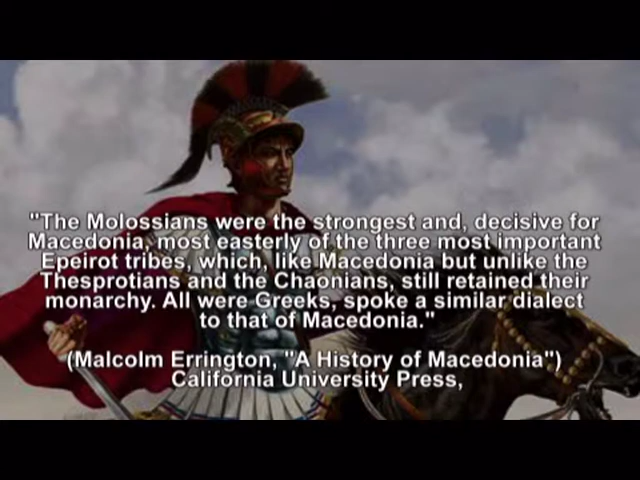 "The Molossians were the strongest and, decisive for
Macedonia, most easterly of the three most important
Epeirot tribes, which, like Macedonia but unlike the
Thesprotians and the Chaonians, still retained their
monarchy. All were Greeks, spoke a similar dialect
to that of Macedonia."
(Malcolm Errington, "A History of Macedonia")
California University Press,